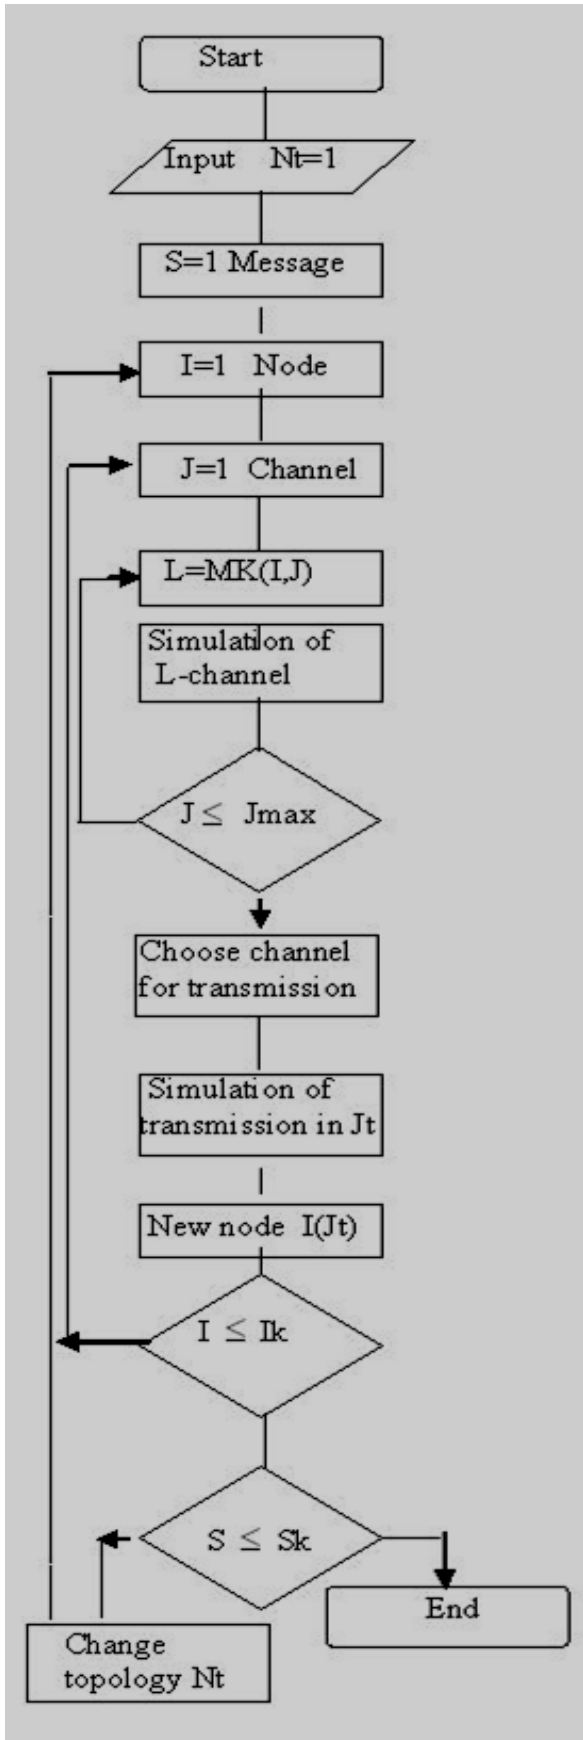 Start
Input Nt=1
S=1 Message
I=1 Node
J=1 Channel
L=MK(I,J)
Simulation of
L-channel
J ≤ Jmax
Choose channel
for transmission
Simulation of
transmission in Jt
New node I(Jt)
I ≤ Ik
S ≤ Sk
End
Change
topology Nt